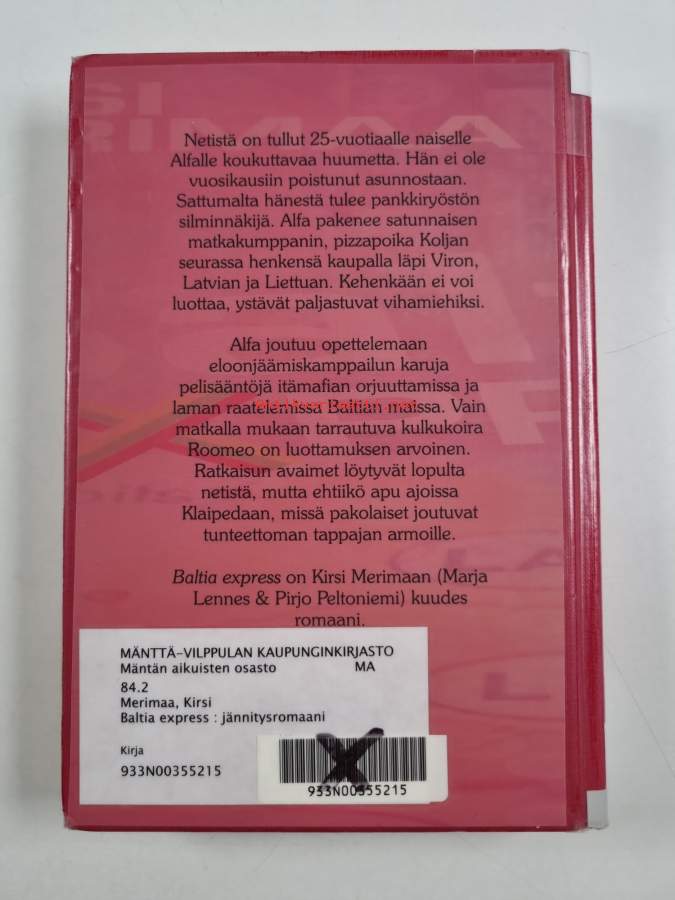 Netistä on tullut 25-vuotiaalle naiselle
Alfalle koukuttavaa huumetta. Hän ei ole
vuosikausiin poistunut asunnostaan.
Sattumalta hänestä tulee pankkiryöstön
silminnäkijä. Alfa pakenee satunnaisen
matkakumppanin, pizzapoika Koljan
seurassa henkensä kaupalla läpi Viron,
Latvian ja Liettuan. Kehenkään ei voi
luottaa, ystävät paljastuvat vihamiehiksi.
Alfa joutuu opettelemaan
eloonjäämiskamppailun karuja
pelisääntöjä itämafian orjuuttamissa ja
laman raatelemissa Baltian maissa. Vain
matkalla mukaan tarrautuva kulkukoira
Roomeo on luottamuksen arvoinen.
Ratkaisun avaimet löytyvät lopulta
netistä, mutta ehtiikö apu ajoissa
Klaipedaan, missä pakolaiset joutuvat
tunteettoman tappajan armoille.
Baltia express on Kirsi Merimaan (Marja
Lennes & Pirjo Peltoniemi) kuudes
romaani.
MÄNTTÄ-VILPPULAN KAUPUNGINKIRJASTO
Mäntän aikuisten osasto MA
84.2
Merimaa, Kirsi
Baltia express : jännitysromaani
Kirja
933N00355215
933N00355215